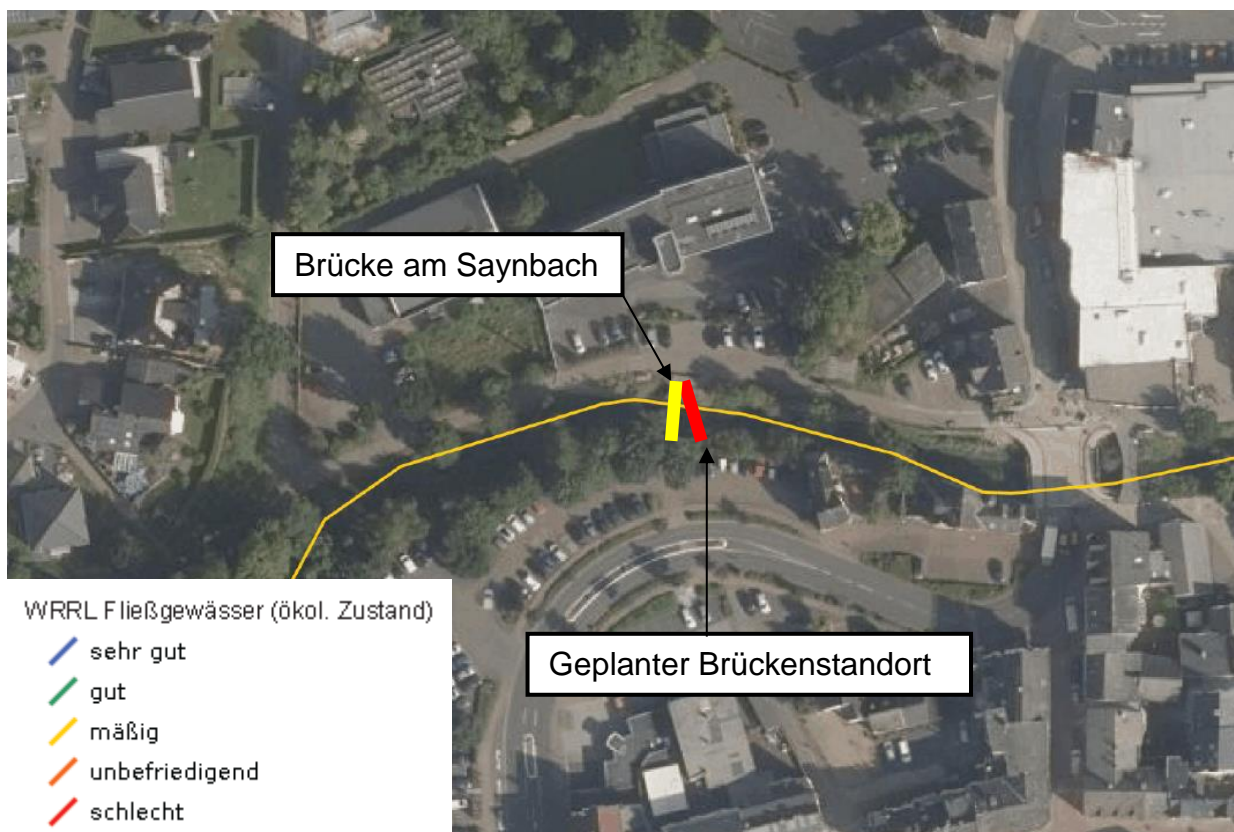 Brücke am Saynbach
Geplanter Brückenstandort
WRRL Fließgewässer (ökol. Zustand)
sehr gut
gut
mäßig
unbefriedigend
schlecht